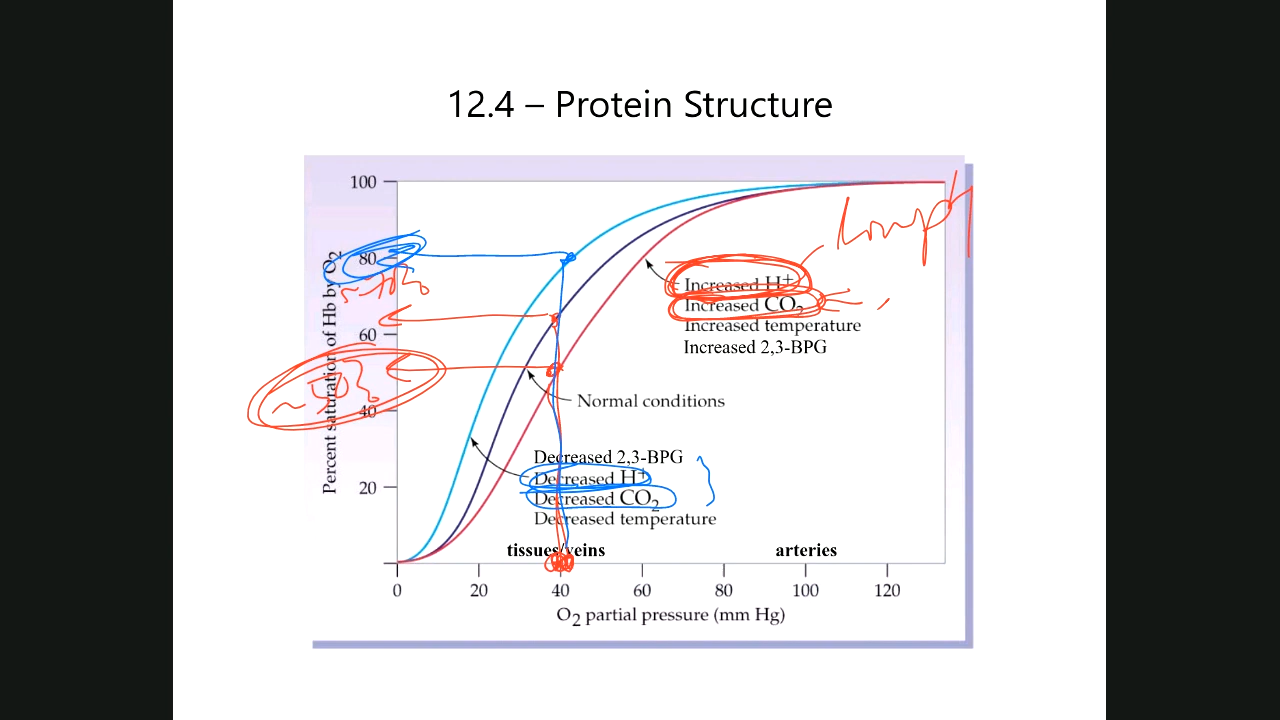 12.4 – Protein Structure
Percent saturation of Hb by O2
100
80
60
40
20
~50%
Increased H+
Increased CO2
Increased temperature
Increased 2,3-BPG
Normal conditions
Decreased 2,3-BPG
Decreased H+
Decreased CO2
Decreased temperature
tissues/veins
arteries
0 20 40 60 80 100 120
O2 partial pressure (mm Hg)